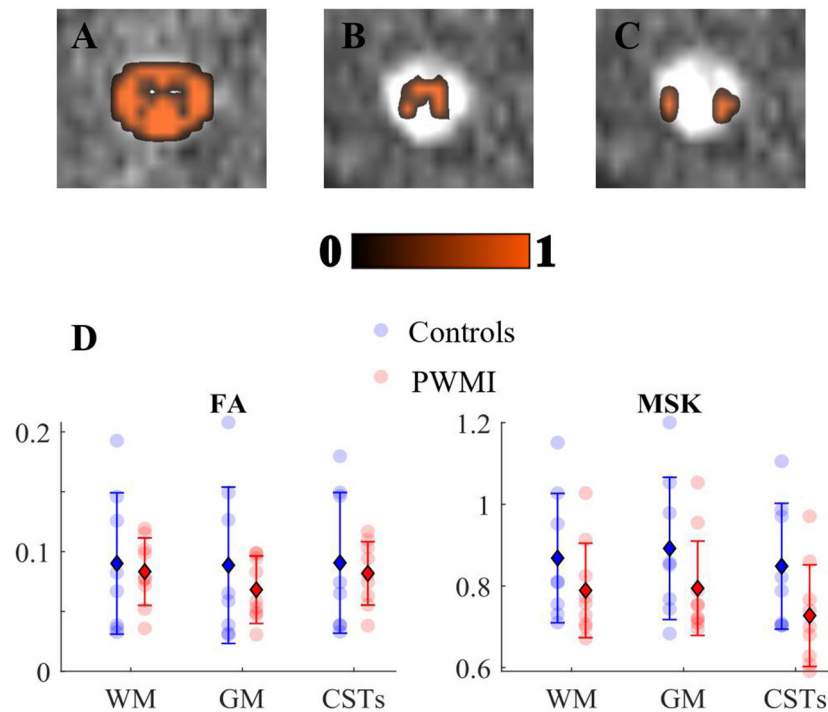 A B C
0 1
D
Controls
PWMI
FA MSK
0.2
0.1
0
WM GM CSTs
1.2
1
0.8
0.6
WM GM CSTs